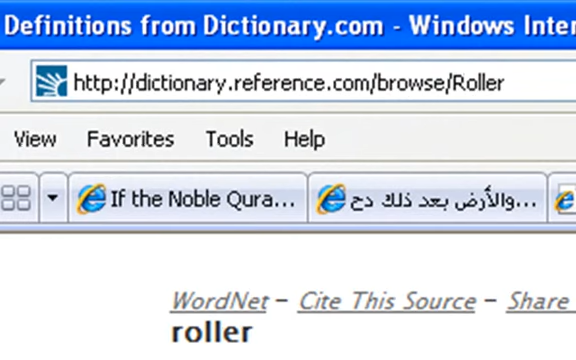 Definitions from Dictionary.com - Windows Inter
http://dictionary.reference.com/browse/Roller
View Favorites Tools Help
If the Noble Qura... والأرض بعد ذلك دح...
WordNet – Cite This Source – Share
roller